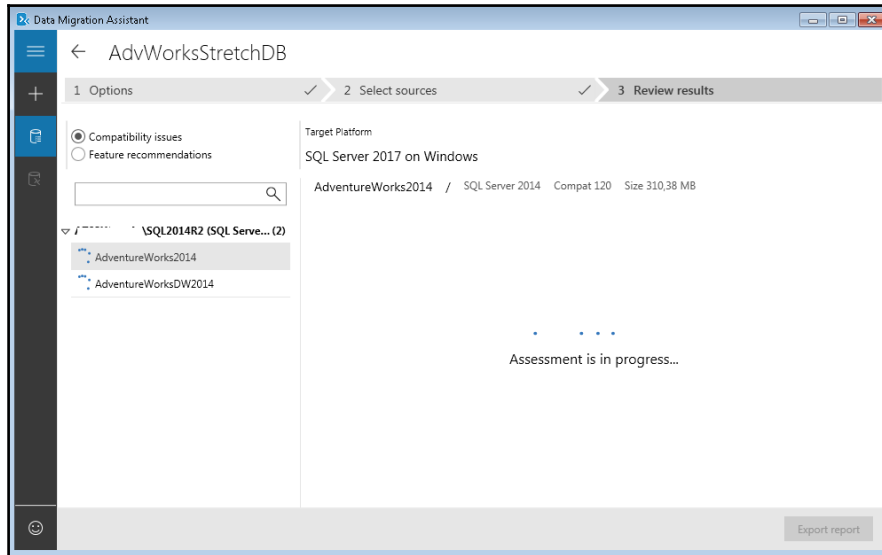 Data Migration Assistant
AdvWorksStretchDB
1 Options
2 Select sources
3 Review results
Compatibility issues
Feature recommendations
Target Platform
SQL Server 2017 on Windows
AdventureWorks2014 / SQL Server 2014 Compat 120 Size 310,38 MB
\SQL2014R2 (SQL Serve... (2)
AdventureWorks2014
AdventureWorksDW2014
Assessment is in progress...
Export report